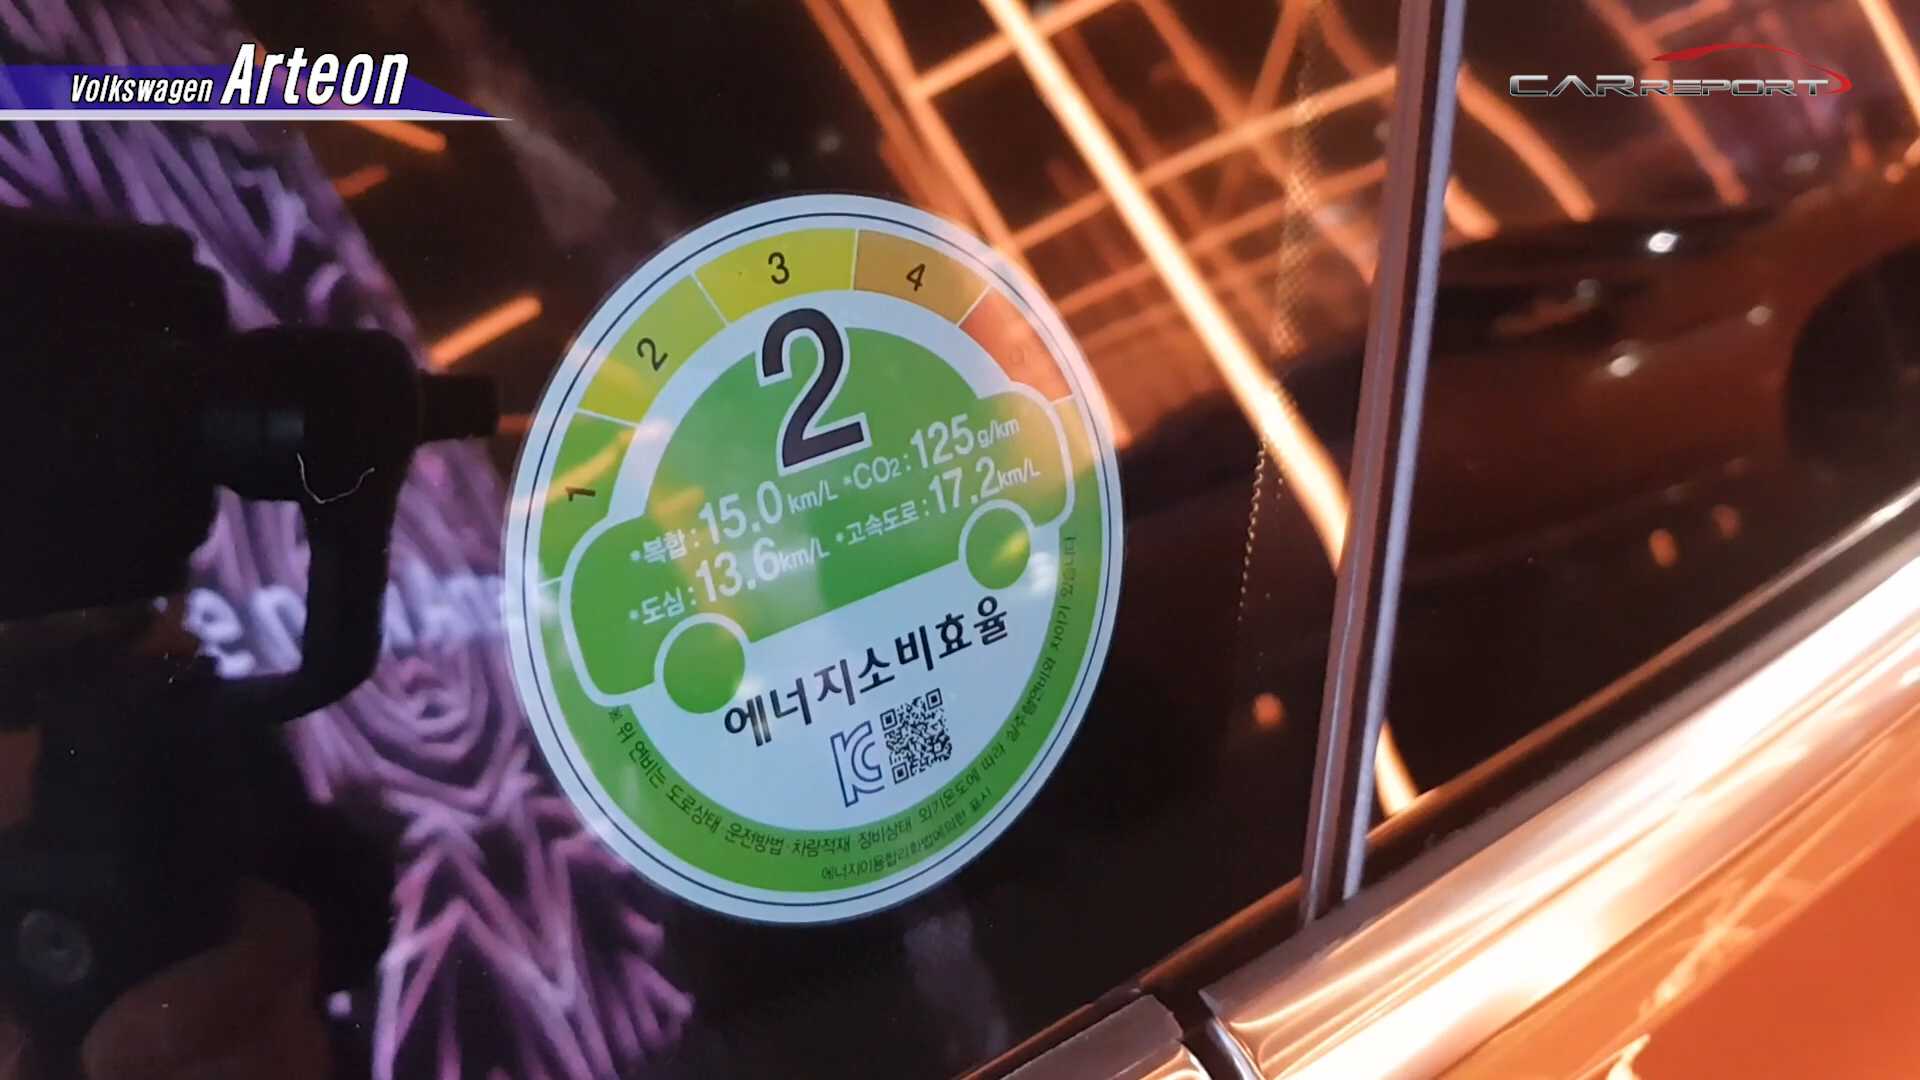 Volkswagen Arteon
CARREPORT
1
2
3
4
5
2
•복합 : 15.0 km/L •CO2 : 125 g/km
•도심 : 13.6km/L •고속도로 : 17.2km/L
에너지소비효율
※ 위 연비는 도로상태·운전방법·차량적재·정비상태·외기온도에 따라 실주행연비와 차이가 있습니다
에너지이용합리화법에의한 표시